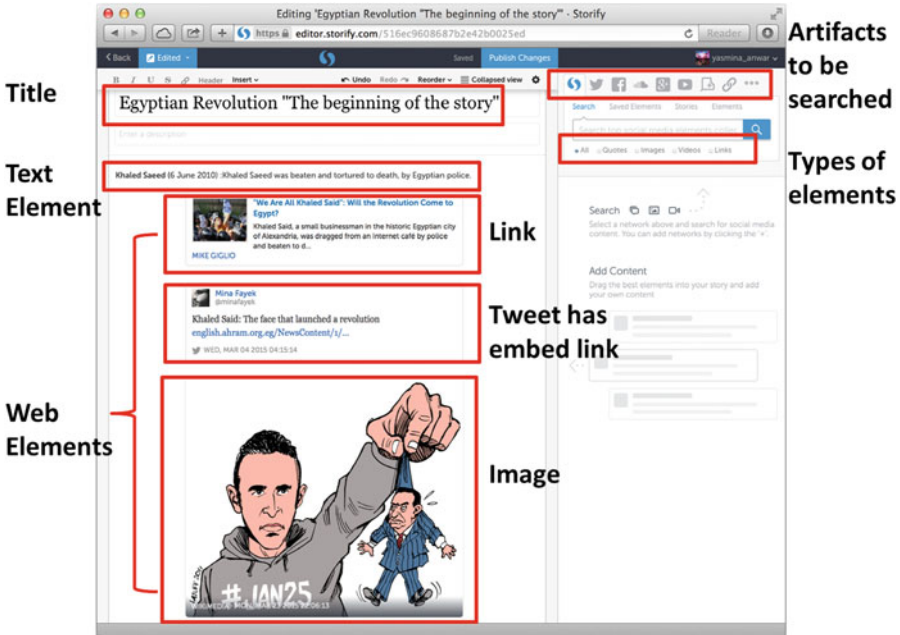 Editing 'Egyptian Revolution "The beginning of the story"' · Storify
https editor.storify.com/516ec9608687b2e42b0025ed
Reader
Back
Edited
Saved
Publish Changes
yasmina_anwar
B I U S Header Insert
Undo Redo Reorder Collapsed view
Title
Egyptian Revolution "The beginning of the story"
Enter a description
Text
Element
Khaled Saeed (6 June 2010) :Khaled Saeed was beaten and tortured to death, by Egyptian police.
"We Are All Khaled Said": Will the Revolution Come to
Egypt?
Khaled Said, a small businessman in the historic Egyptian city
of Alexandria, was dragged from an internet café by police
and beaten to d...
MIKE GIGLIO
Link
Mina Fayek
@minafayek
Khaled Said: The face that launched a revolution
english.ahram.org.eg/NewsContent/1/...
WED, MAR 04 2015 04:15:14
Tweet has
embed link
Web
Elements
#JAN25
2015
Image
Artifacts
to be
searched
Search Saved Elements Stories Elements
Search top social media elements
All Quotes Images Videos Links
Types of
elements
Search
Select a network above and search for social media
content. You can add networks by clicking the '+'.
Add Content
Drag the best elements into your story and add
your own content